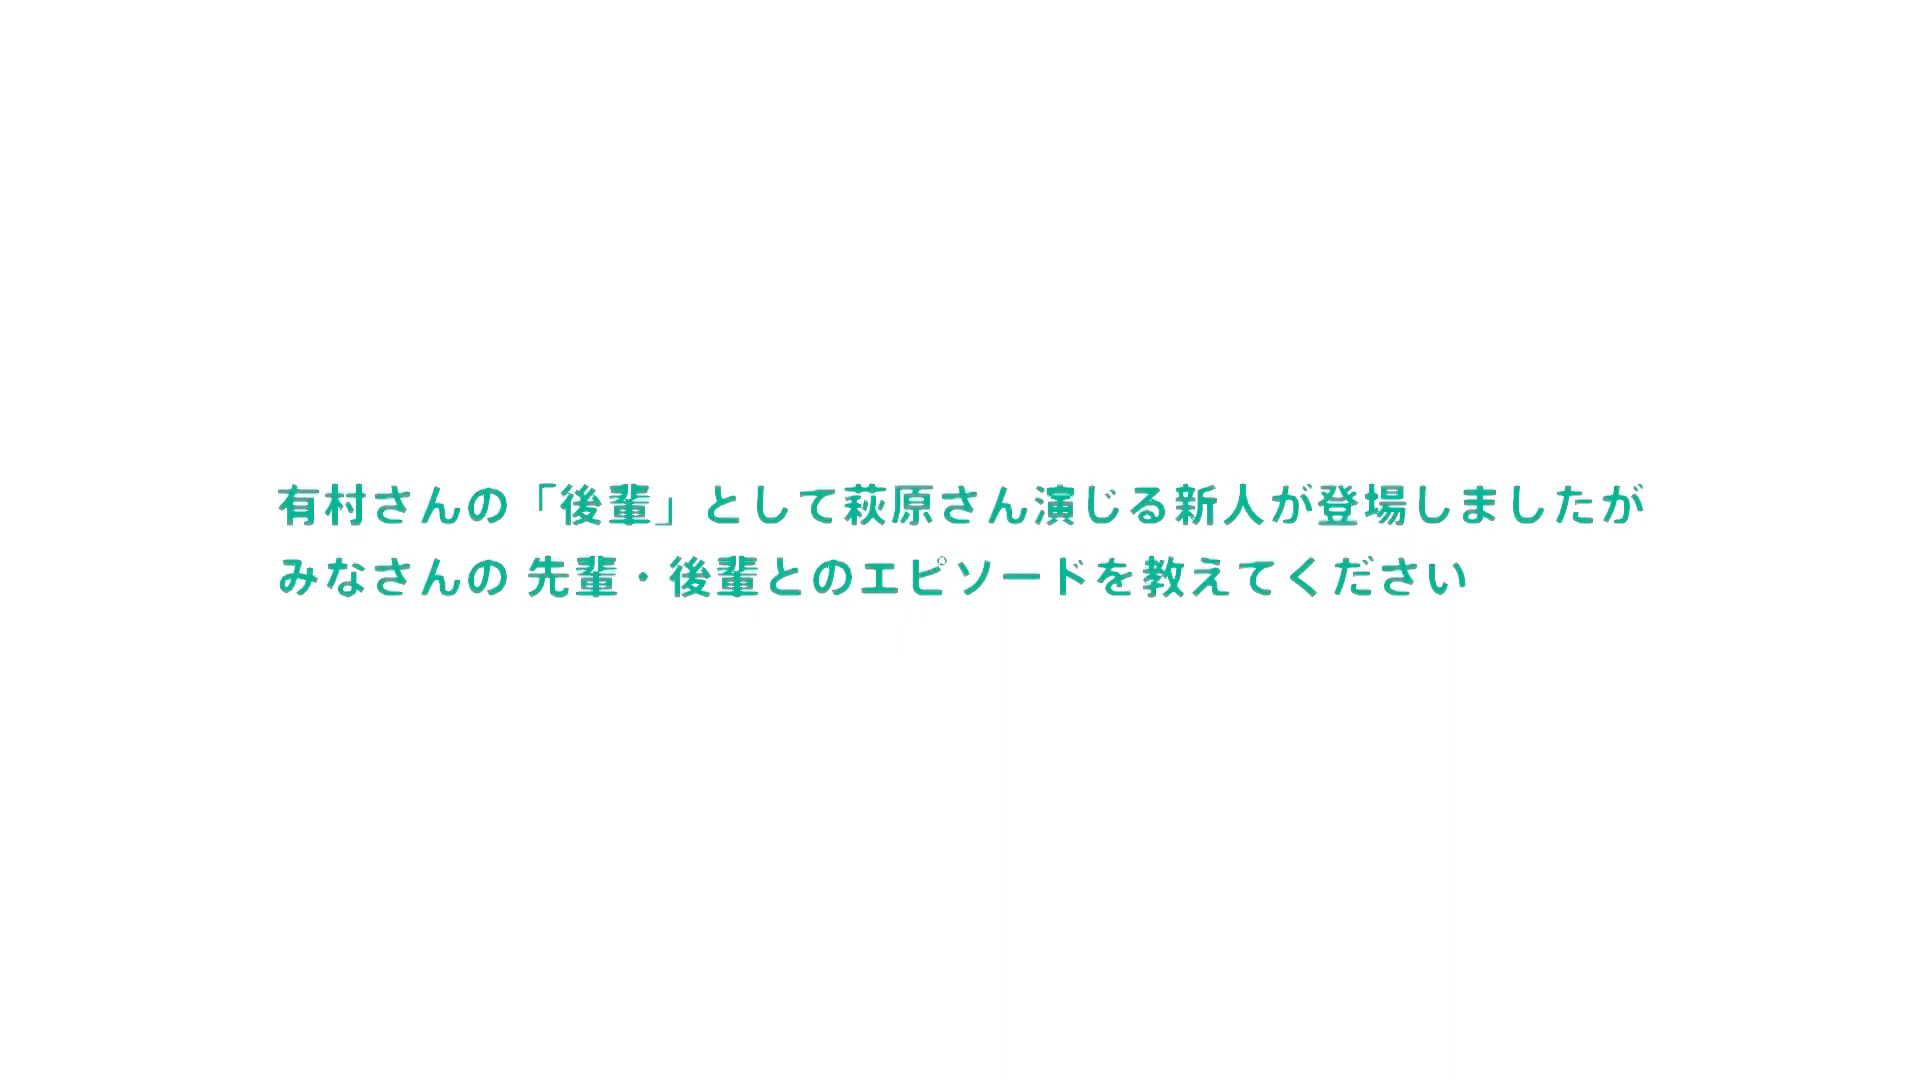 有村さんの「後輩」として萩原さん演じる新人が登場しましたが
みなさんの 先輩・後輩とのエピソードを教えてください